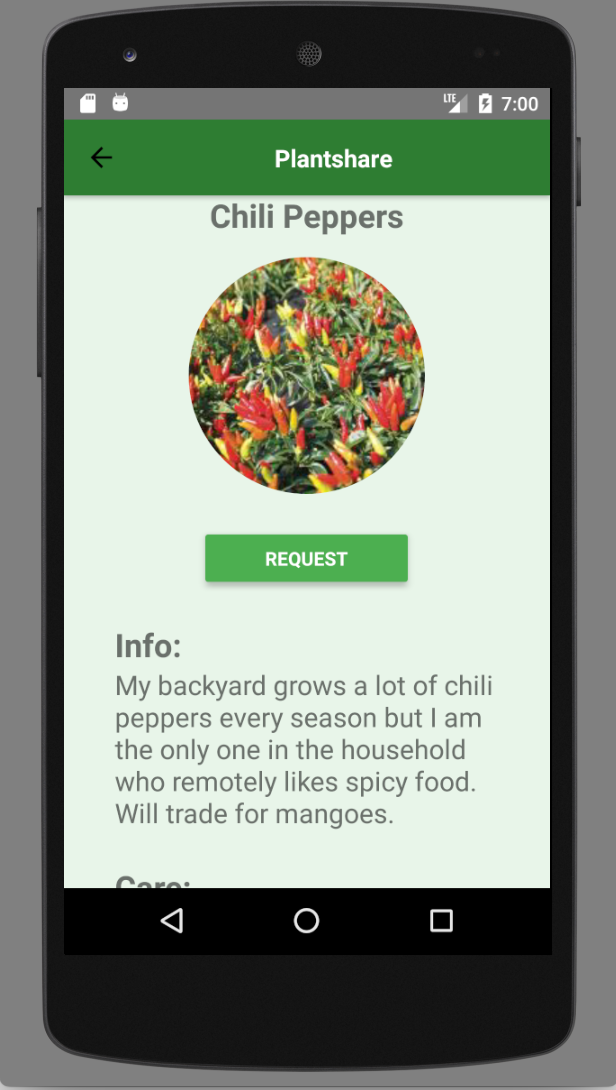 LTE 7:00
Plantshare
Chili Peppers
REQUEST
Info:
My backyard grows a lot of chili
peppers every season but I am
the only one in the household
who remotely likes spicy food.
Will trade for mangoes.
Care: